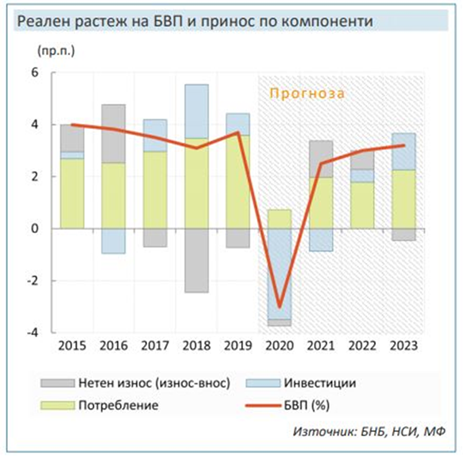 Реален растеж на БВП и принос по компоненти
(пр.п.)
6
Прогноза
4
2
0
-2
-4
2015 2016 2017 2018 2019 2020 2021 2022 2023
Нетен износ (износ-внос) Инвестиции
Потребление БВП (%)
Източник: БНБ, НСИ, МФ